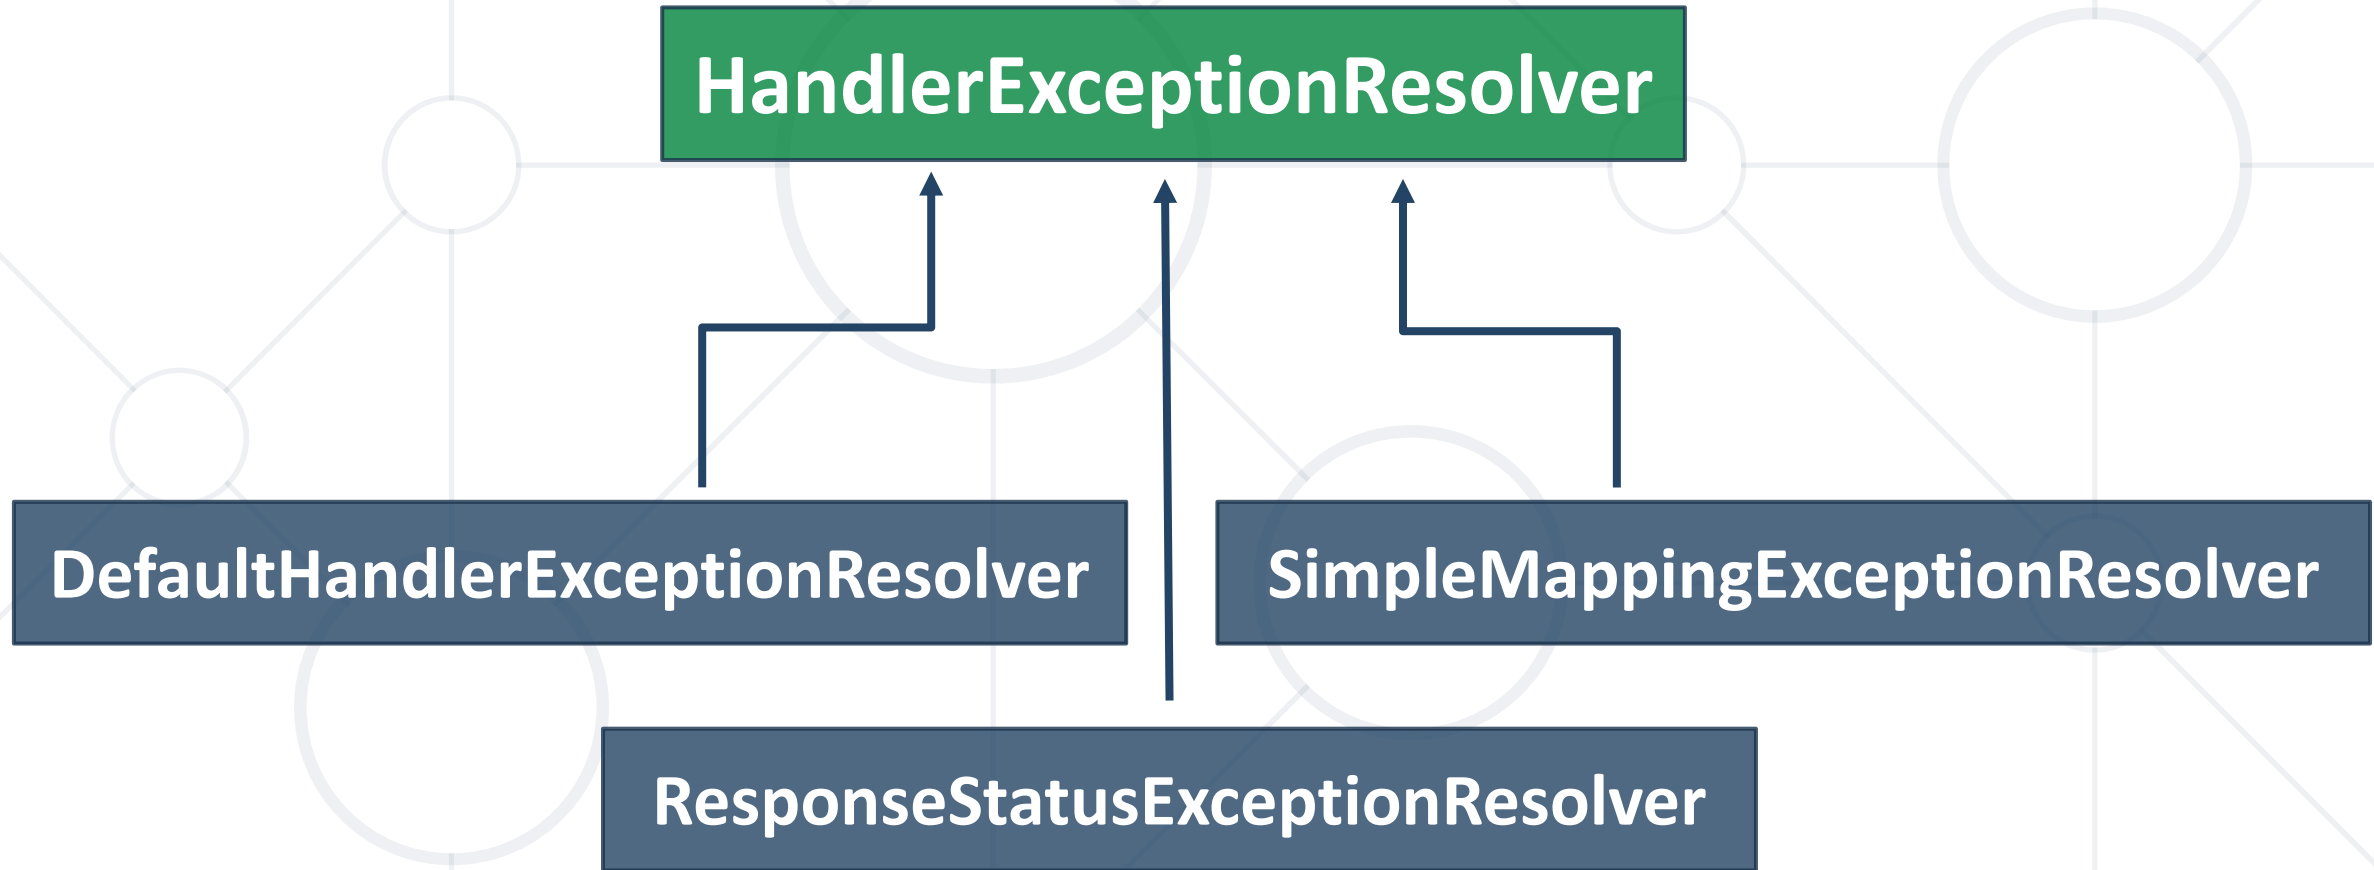 HandlerExceptionResolver
DefaultHandlerExceptionResolver
SimpleMappingExceptionResolver
ResponseStatusExceptionResolver